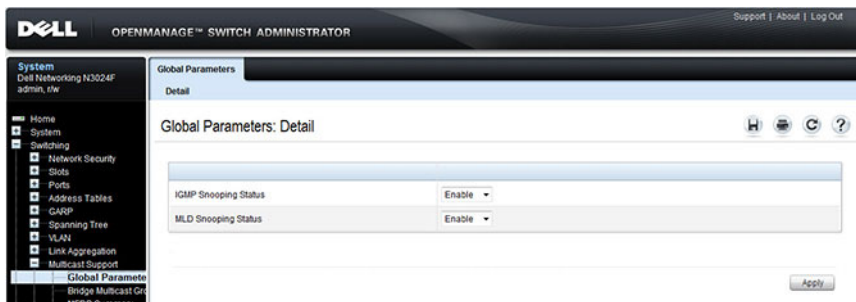 Support | About | Log Out
DELL OPENMANAGE™ SWITCH ADMINISTRATOR
System
Dell Networking N3024F
admin, r/w
Home
System
Switching
Network Security
Slots
Ports
Address Tables
GARP
Spanning Tree
VLAN
Link Aggregation
Multicast Support
Global Paramete
Bridge Multicast Gro
Global Parameters
Detail
Global Parameters: Detail
IGMP Snooping Status Enable
MLD Snooping Status Enable
Apply